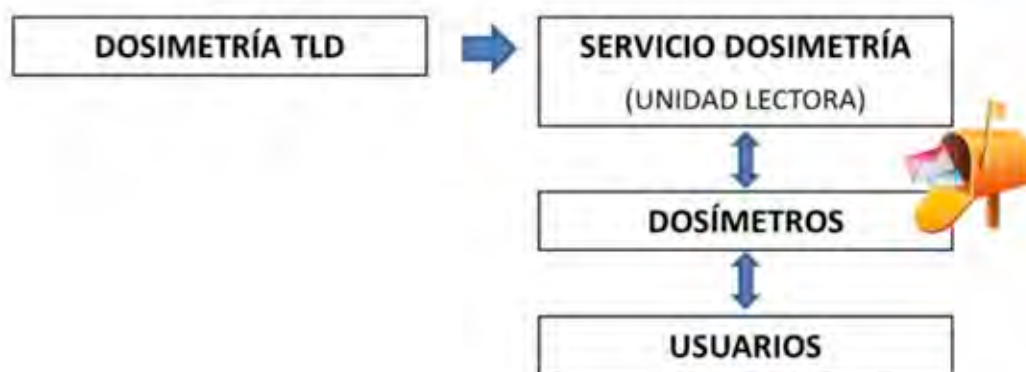 DOSIMETRÍA TLD
SERVICIO DOSIMETRÍA
(UNIDAD LECTORA)
DOSÍMETROS
USUARIOS